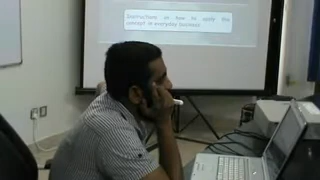 Instructions on how to apply the
concept in everyday business